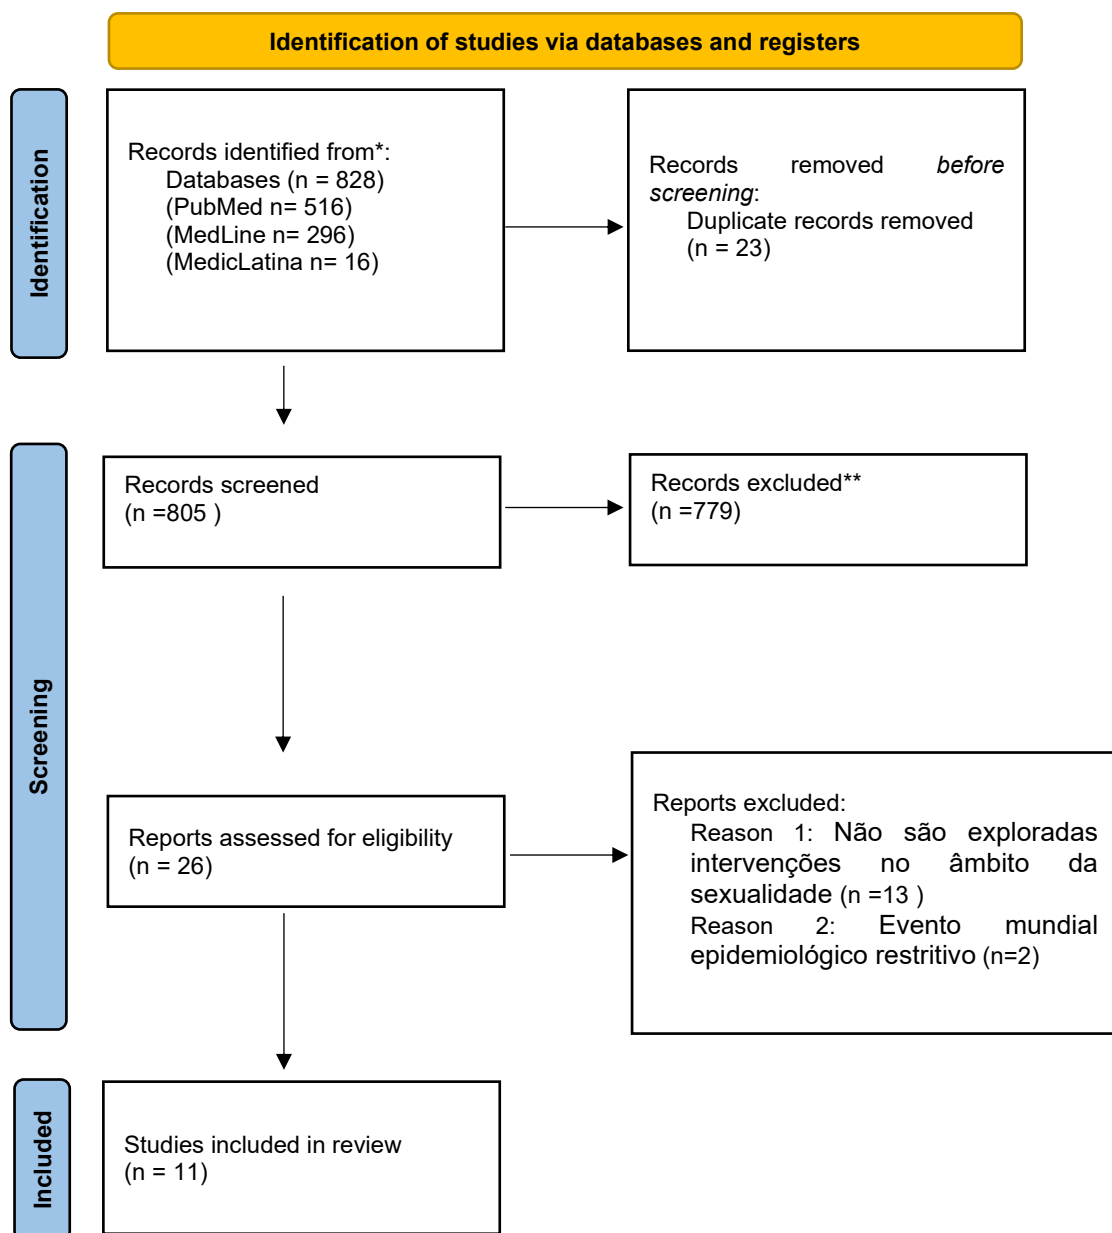 Identification of studies via databases and registers
Identification
Records identified from*:
Databases (n = 828)
(PubMed n= 516)
(MedLine n= 296)
(MedicLatina n= 16)
Records removed before
screening:
Duplicate records removed
(n = 23)
Screening
Records screened
(n =805 )
Records excluded**
(n =779)
Reports assessed for eligibility
(n = 26)
Reports excluded:
Reason 1: Não são exploradas
intervenções no âmbito da
sexualidade (n =13 )
Reason 2: Evento mundial
epidemiológico restritivo (n=2)
Included
Studies included in review
(n = 11)